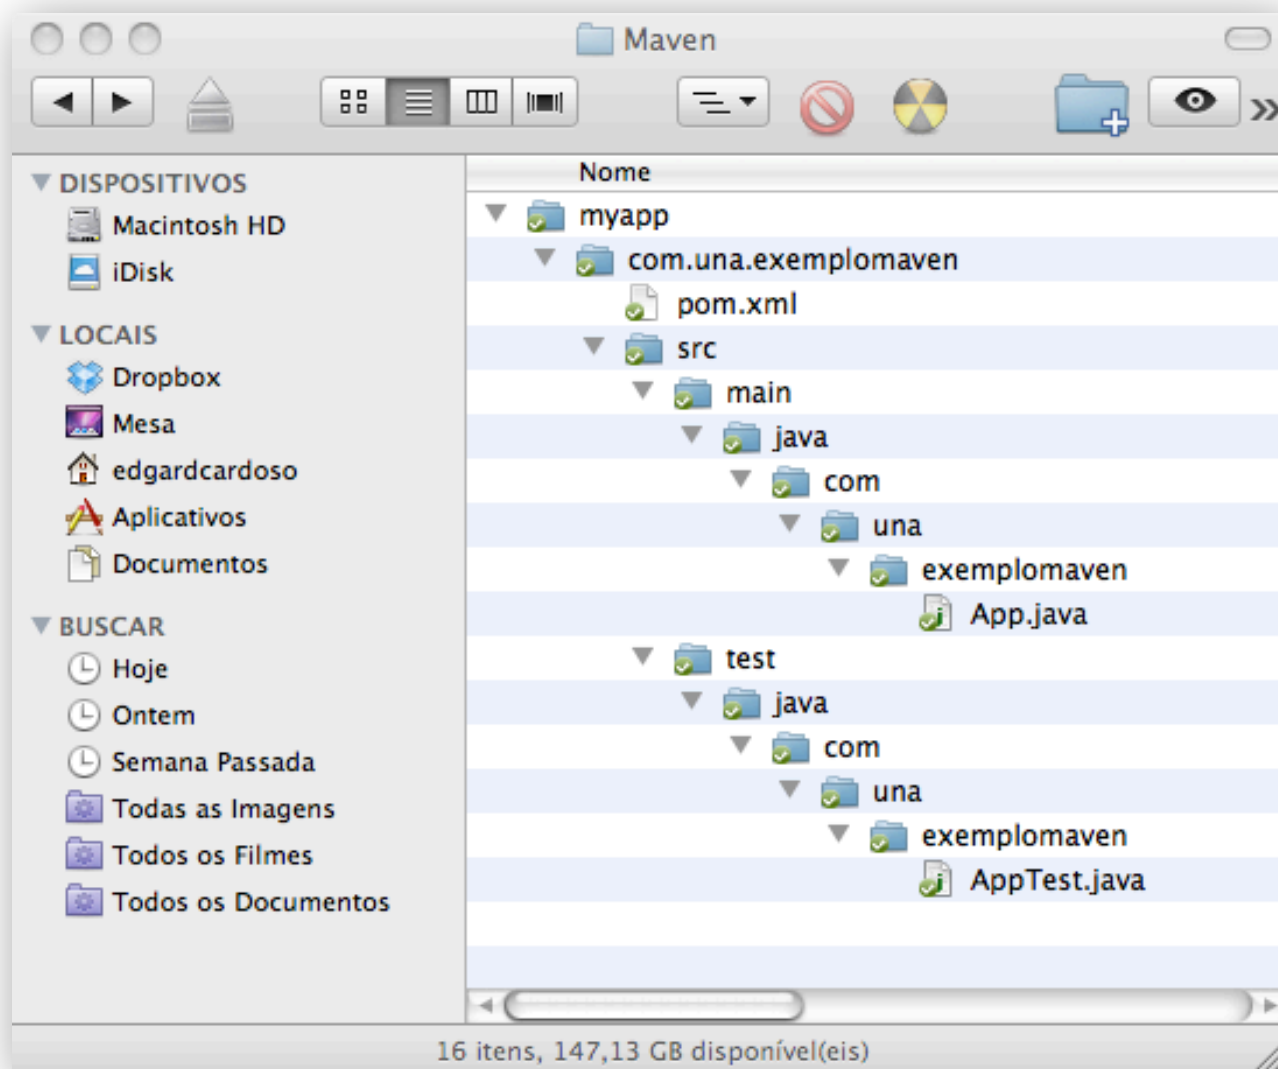 Maven
DISPOSITIVOS
Macintosh HD
iDisk
LOCAIS
Dropbox
Mesa
edgardcardoso
Aplicativos
Documentos
BUSCAR
Hoje
Ontem
Semana Passada
Todas as Imagens
Todos os Filmes
Todos os Documentos
Nome
myapp
com.una.exemplomaven
pom.xml
src
main
java
com
una
exemplomaven
App.java
test
java
com
una
exemplomaven
AppTest.java
16 itens, 147,13 GB disponível(eis)